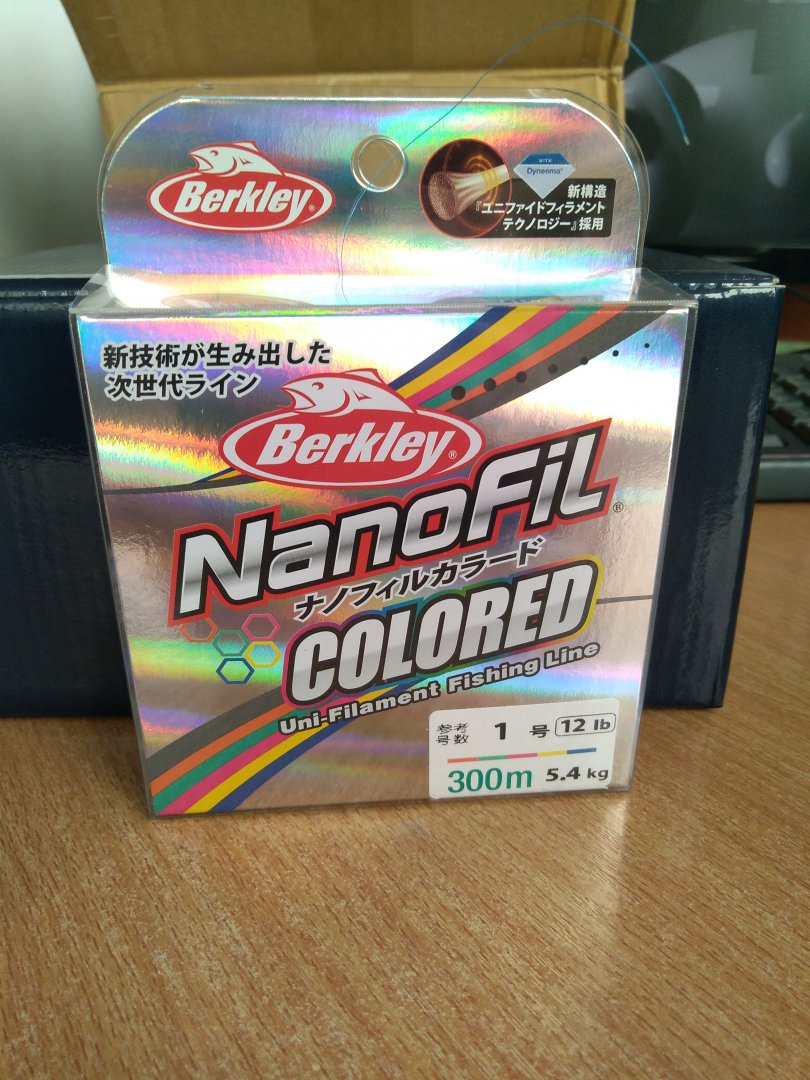 Berkley®
WITH
Dyneema®
新構造
『ユニファイドフィラメント
テクノロジー』採用
新技術が生み出した
次世代ライン
Berkley®
NanoFil®
ナノフィルカラード
COLORED
Uni-Filament Fishing Line
参考
号数 1 号 12 lb
300m 5.4 kg